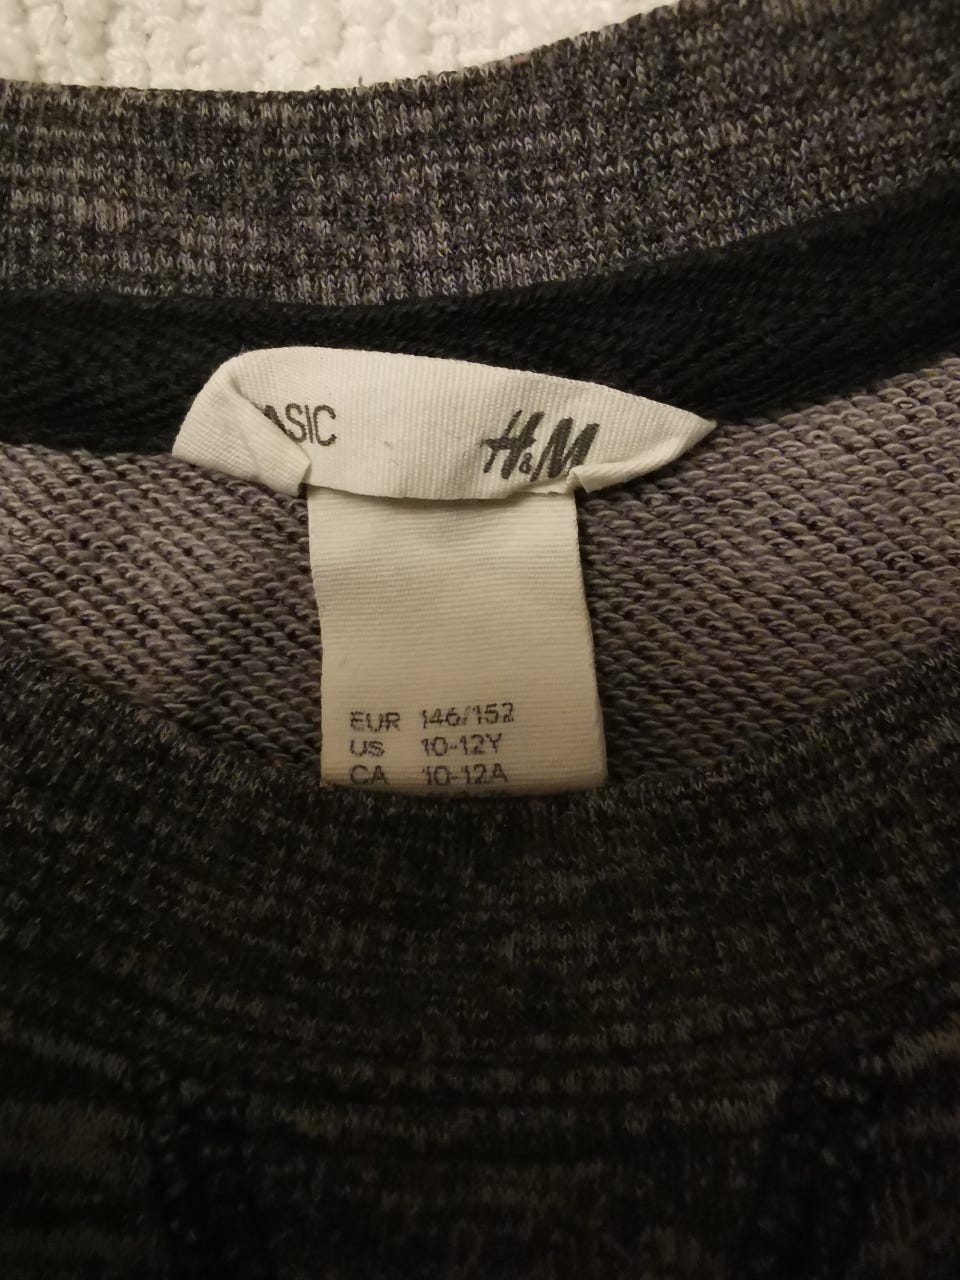 ASIC H&M
EUR 146/152
US 10-12Y
CA 10-12A